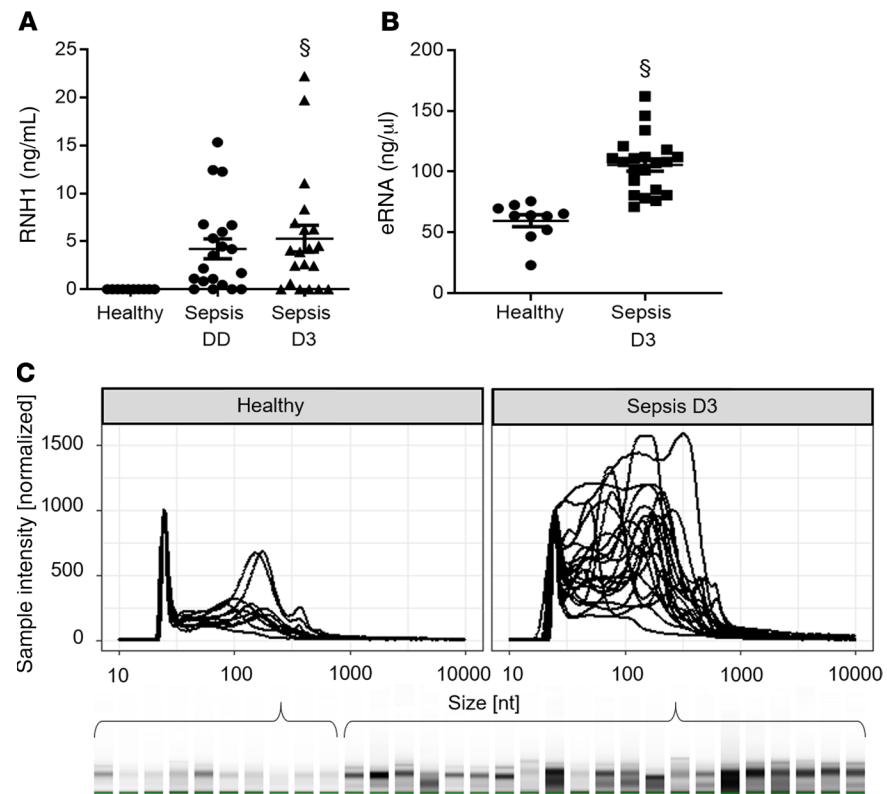 A
B
§
§
25
20
15
10
5
0
RNH1 (ng/mL)
Healthy
Sepsis
DD
Sepsis
D3
200
150
100
50
0
eRNA (ng/µl)
Healthy
Sepsis
D3
C
Healthy
Sepsis D3
Sample intensity [normalized]
1500
1000
500
0
10
100
1000
10000
10
100
1000
10000
Size [nt]